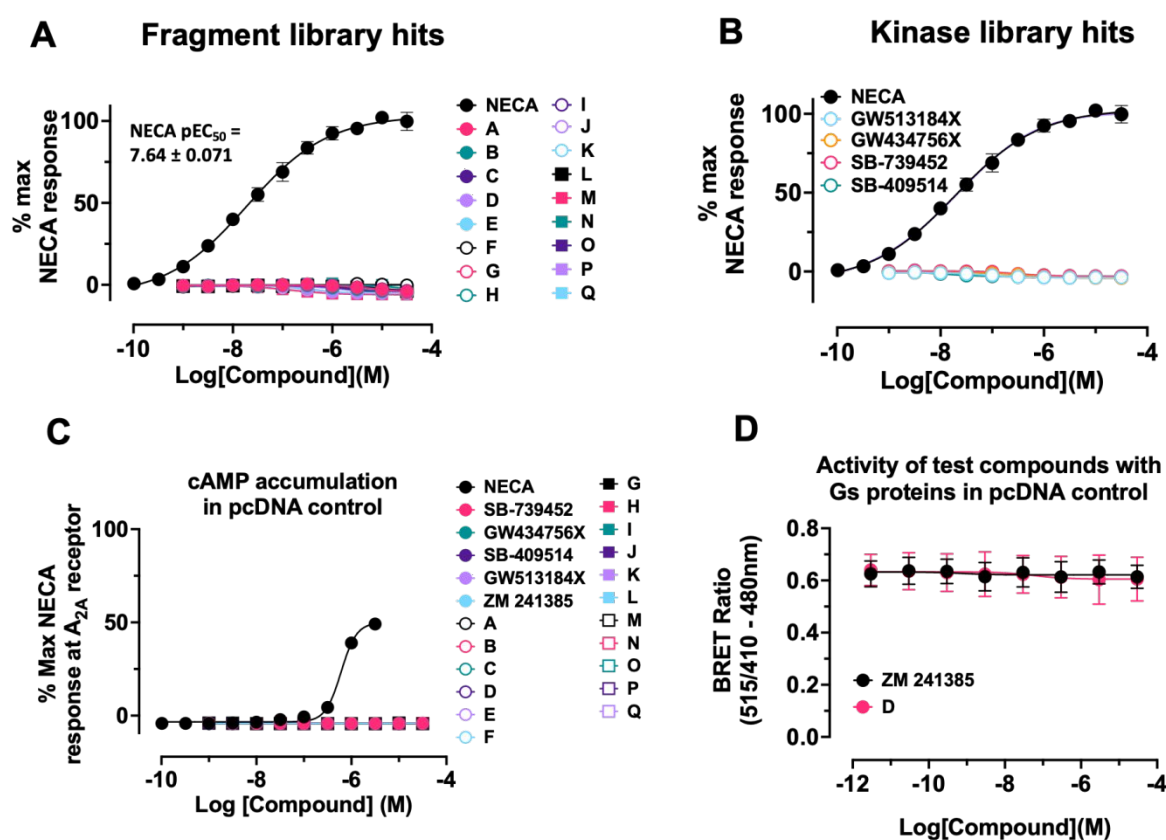 A
Fragment library hits
% max
NECA response
100
50
0
NECA pEC50 =
7.64 ± 0.071
-10
-8
-6
-4
Log[Compound](M)
NECA
A
B
C
D
E
F
G
H
I
J
K
L
M
N
O
P
Q
B
Kinase library hits
% max
NECA response
100
50
0
-10
-8
-6
-4
Log[Compound](M)
NECA
GW513184X
GW434756X
SB-739452
SB-409514
C
cAMP accumulation
in pcDNA control
% Max NECA
response at A2A receptor
100
50
0
-10
-8
-6
-4
Log [Compound] (M)
NECA
SB-739452
GW434756X
SB-409514
GW513184X
ZM 241385
A
B
C
D
E
F
G
H
I
J
K
L
M
N
O
P
Q
D
Activity of test compounds with
Gs proteins in pcDNA control
BRET Ratio
(515/410 - 480nm)
0.8
0.6
0.4
0.2
0.0
ZM 241385
D
-12
-10
-8
-6
-4
Log[Compound](M)